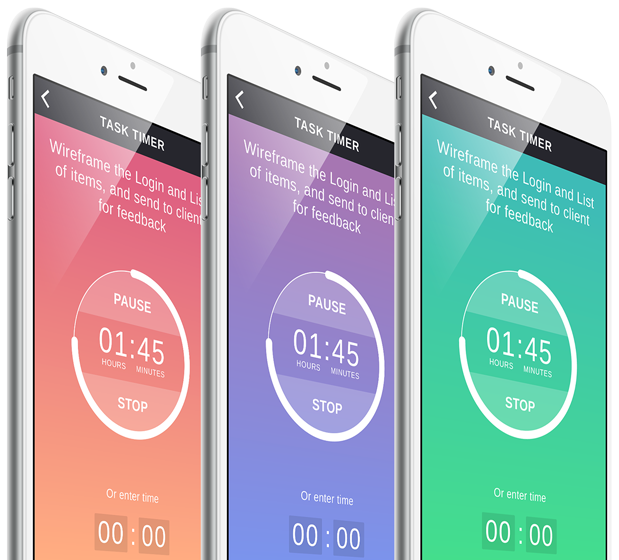 TASK TIMER
Wireframe the Login and Lis
of items, and send to client
for feedback
PAUSE
01:45
HOURS MINUTES
STOP
Or enter time
00 : 00
TASK TIMER
Wireframe the Login and Lis
of items, and send to clien
for feedback
PAUSE
01:45
HOURS MINUTES
STOP
Or enter time
00 : 00
TASK TIMER
Wireframe the Login and List
of items, and send to client
for feedback
PAUSE
01:45
HOURS MINUTES
STOP
Or enter time
00 : 00